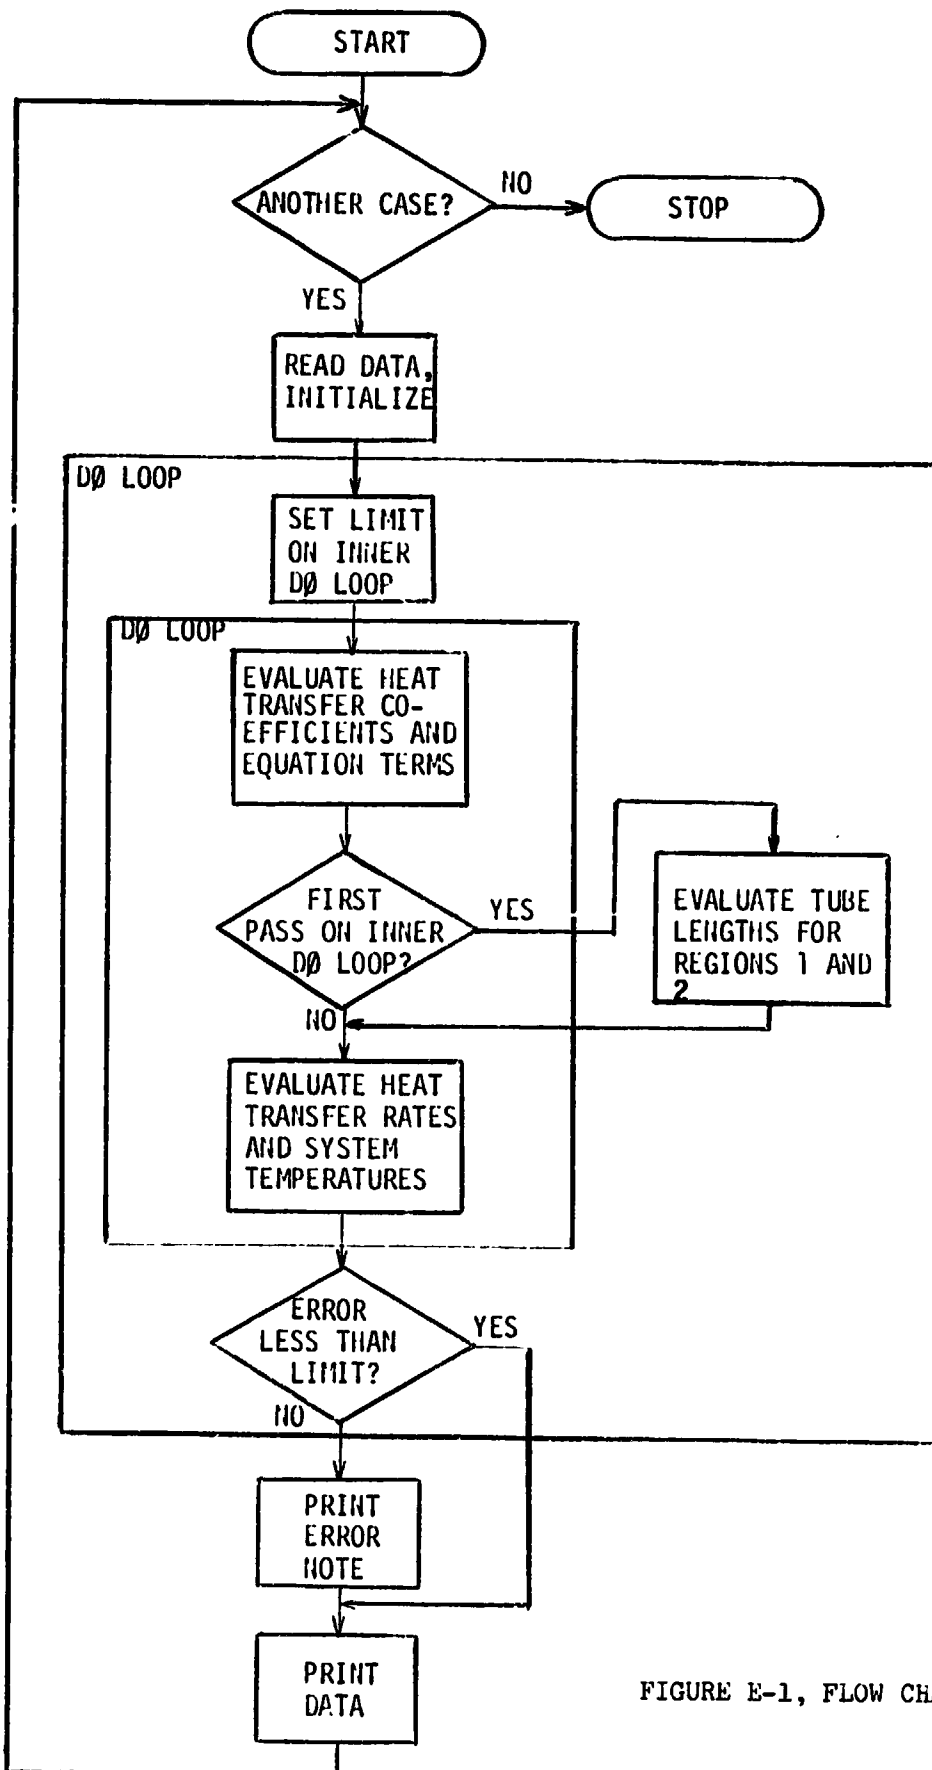 START
ANOTHER CASE?
NO
STOP
YES
READ DATA,
INITIALIZE
DØ LOOP
SET LIMIT
ON INNER
DØ LOOP
DØ LOOP
EVALUATE HEAT
TRANSFER CO-
EFFICIENTS AND
EQUATION TERMS
FIRST
PASS ON INNER
DØ LOOP?
YES
EVALUATE TUBE
LENGTHS FOR
REGIONS 1 AND
2
NO
EVALUATE HEAT
TRANSFER RATES
AND SYSTEM
TEMPERATURES
ERROR
LESS THAN
LIMIT?
YES
NO
PRINT
ERROR
NOTE
PRINT
DATA
FIGURE E-1, FLOW